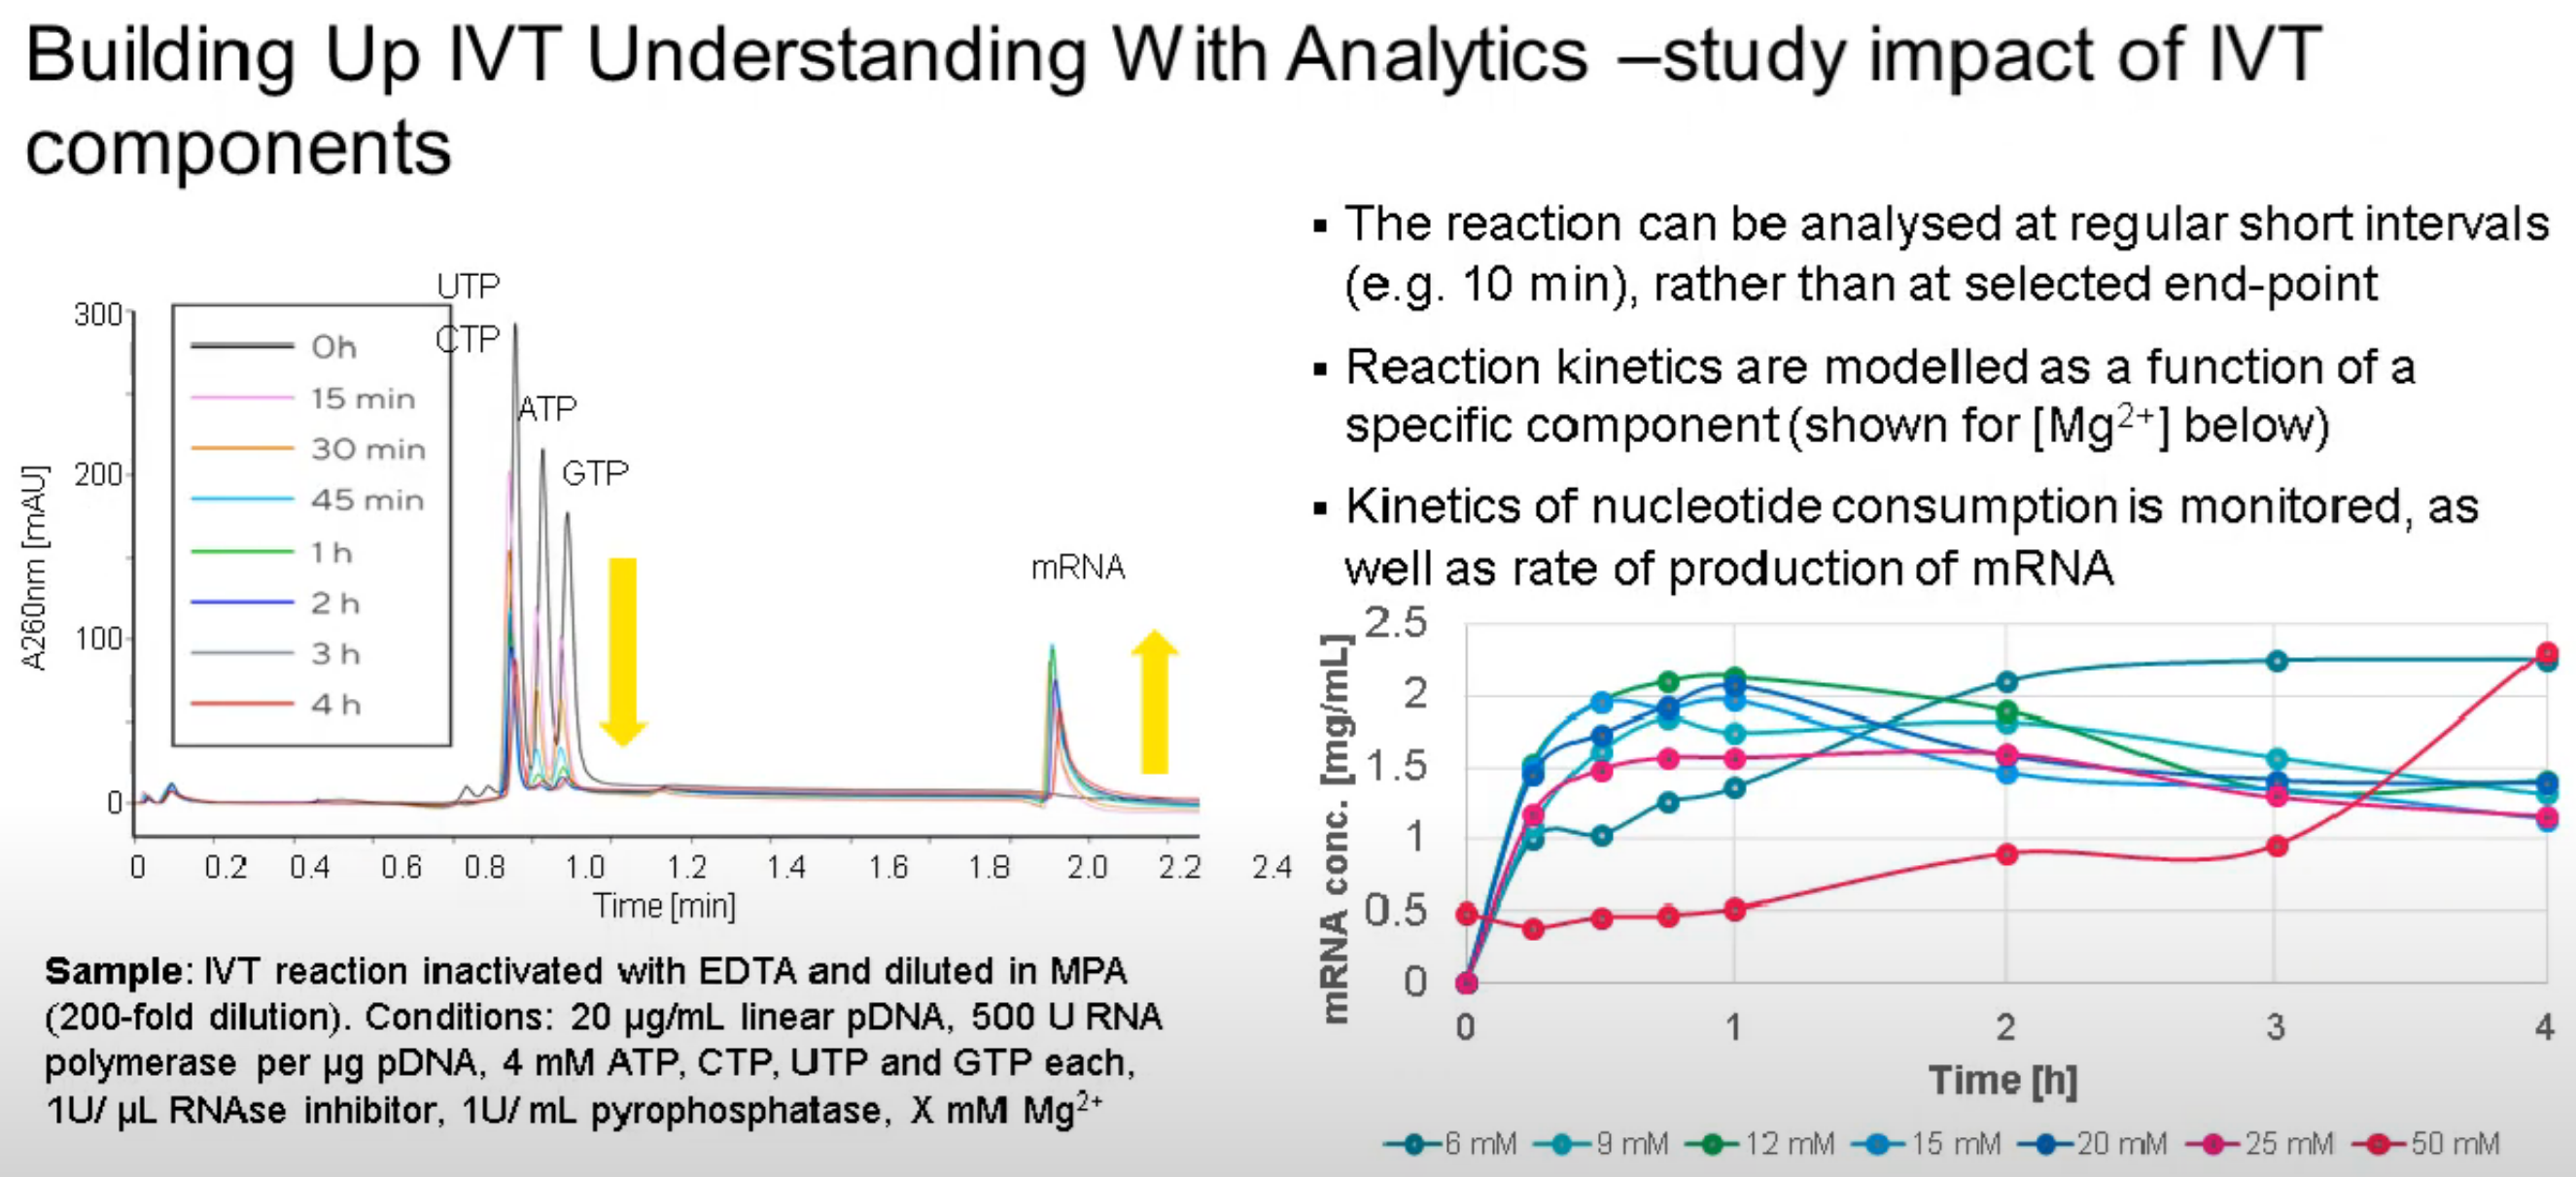 Building Up IVT Understanding With Analytics –study impact of IVT
components
▪ The reaction can be analysed at regular short intervals
(e.g. 10 min), rather than at selected end-point
▪ Reaction kinetics are modelled as a function of a
specific component (shown for [Mg²⁺] below)
▪ Kinetics of nucleotide consumption is monitored, as
well as rate of production of mRNA
UTP
CTP
ATP
GTP
mRNA
0h
15 min
30 min
45 min
1 h
2 h
3 h
4 h
A260nm [mAU]
300
200
100
0
0 0.2 0.4 0.6 0.8 1.0 1.2 1.4 1.6 1.8 2.0 2.2 2.4
Time [min]
Sample: IVT reaction inactivated with EDTA and diluted in MPA
(200-fold dilution). Conditions: 20 µg/mL linear pDNA, 500 U RNA
polymerase per µg pDNA, 4 mM ATP, CTP, UTP and GTP each,
1U/ µL RNAse inhibitor, 1U/ mL pyrophosphatase, X mM Mg²⁺
mRNA conc. [mg/mL]
2.5
2
1.5
1
0.5
0
0 1 2 3 4
Time [h]
6 mM 9 mM 12 mM 15 mM 20 mM 25 mM 50 mM